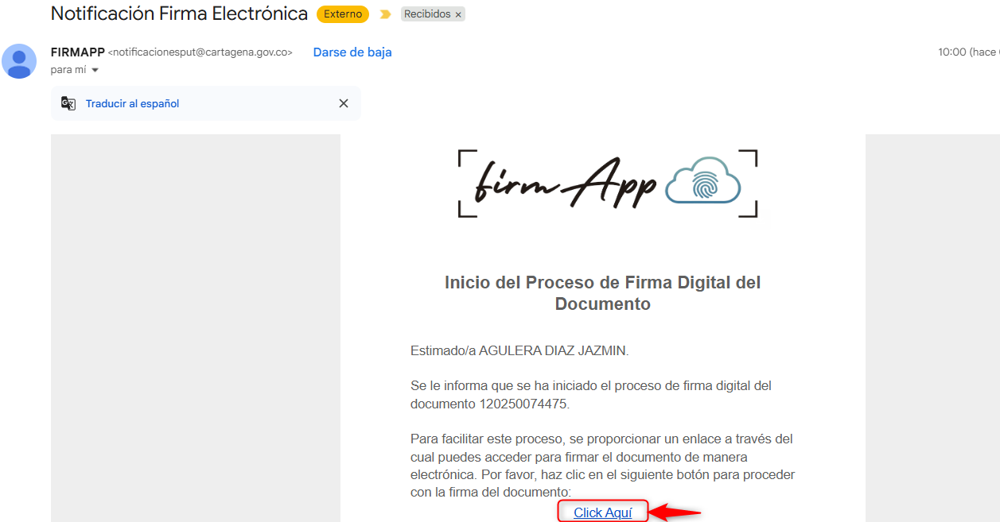 Notificación Firma Electrónica Externo Recibidos ×
FIRMAPP <notificacionesput@cartagena.gov.co> Darse de baja 10:00 (hace
para mí
Traducir al español
firmApp
Inicio del Proceso de Firma Digital del
Documento
Estimado/a AGULERA DIAZ JAZMIN.
Se le informa que se ha iniciado el proceso de firma digital del
documento 120250074475.
Para facilitar este proceso, se proporcionar un enlace a través del
cual puedes acceder para firmar el documento de manera
electrónica. Por favor, haz clic en el siguiente botón para proceder
con la firma del documento:
Click Aquí